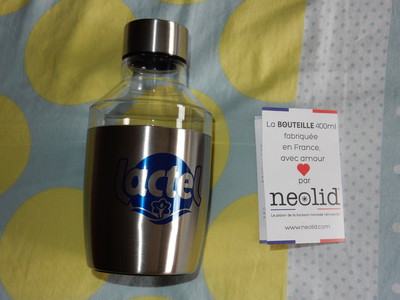 Lactel
La BOUTEILLE 400ml
fabriquée
en France,
avec amour
par
neolid
www.neolid.com